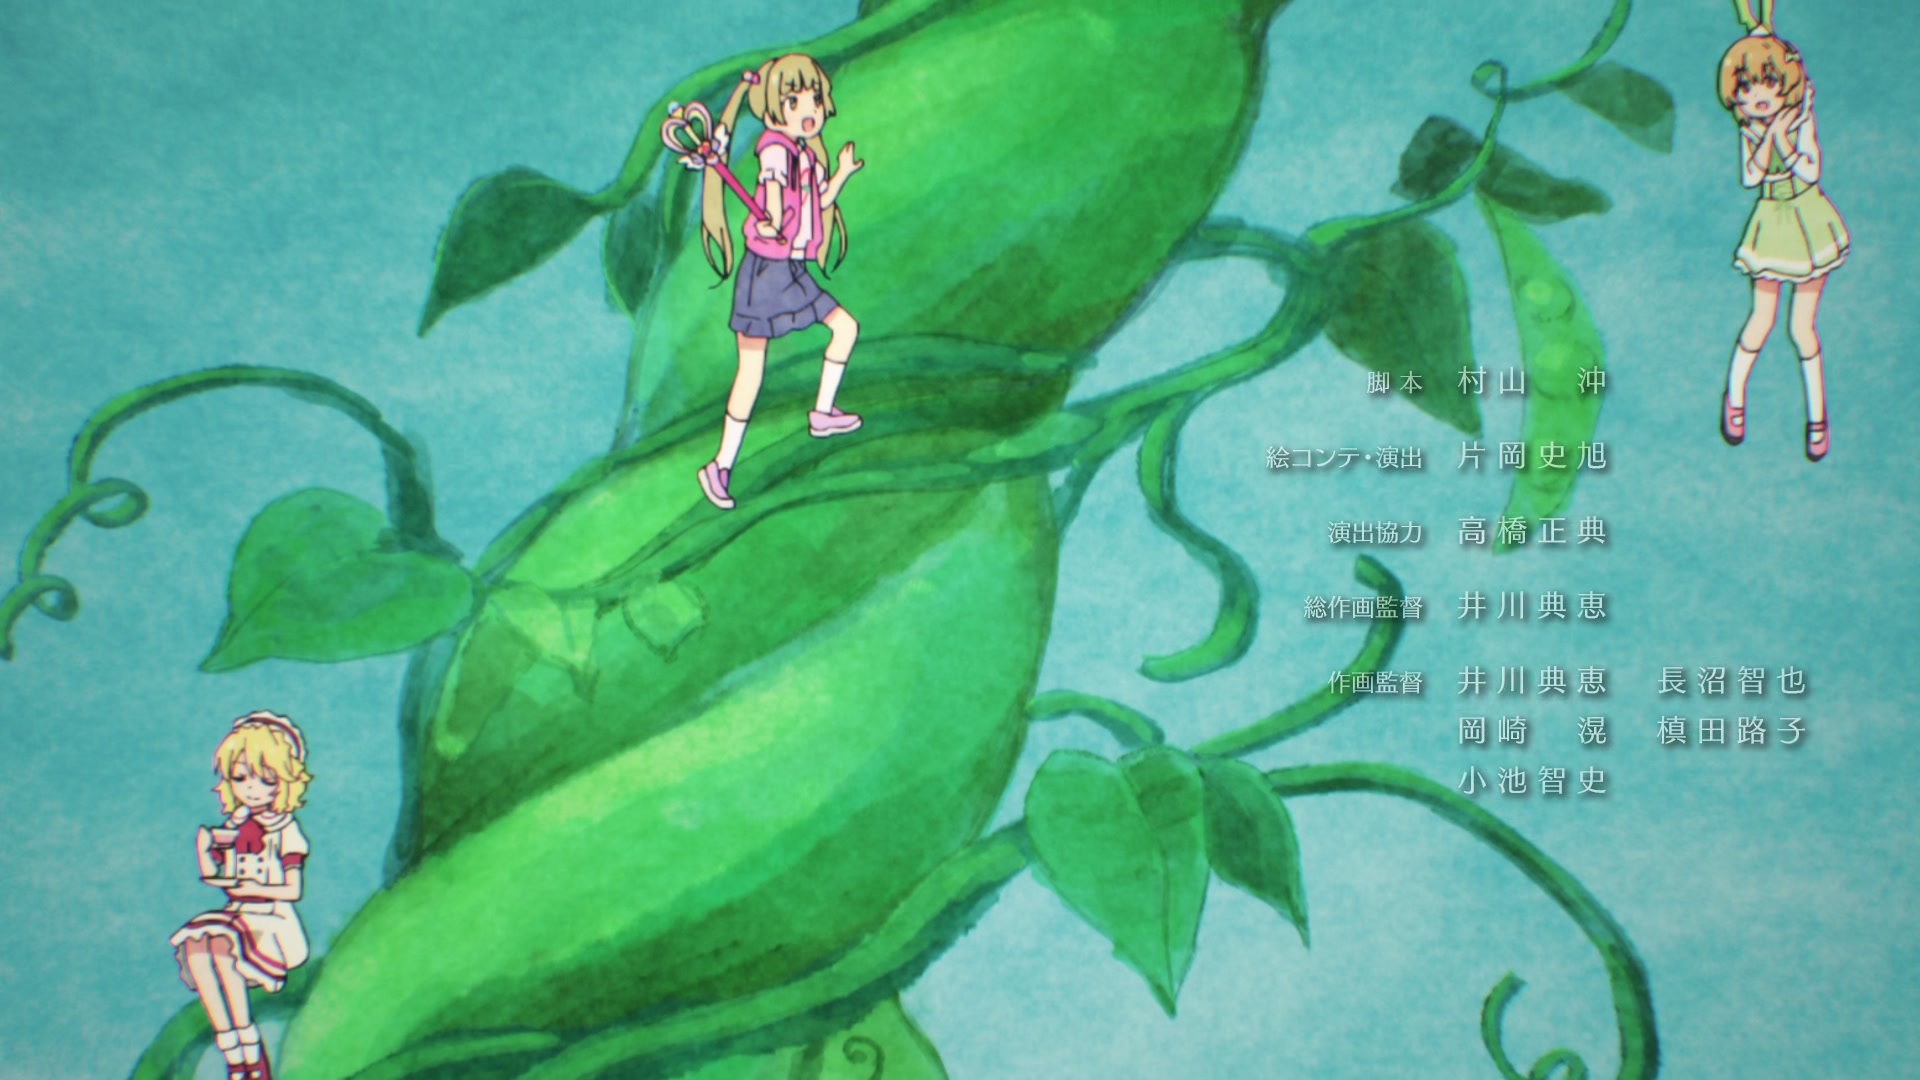 脚本 村山 沖
絵コンテ・演出 片岡史旭
演出協力 高橋正典
総作画監督 井川典恵
作画監督 井川典恵 長沼智也
岡崎 滉 槙田路子
小池智史